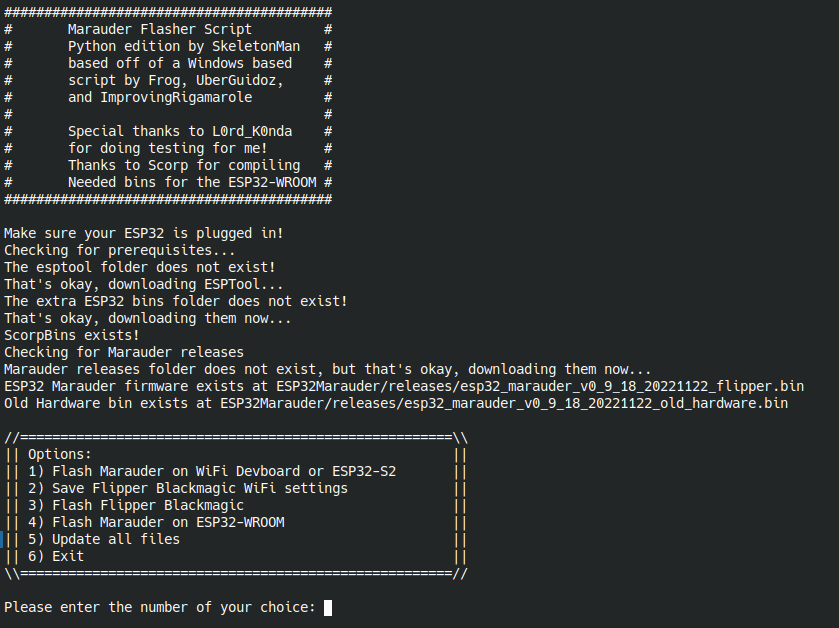 #########################################
#       Marauder Flasher Script         #
#       Python edition by SkeletonMan   #
#       based off of a Windows based    #
#       script by Frog, UberGuidoz,     #
#       and ImprovingRigamarole         #
#                                       #
#       Special thanks to L0rd_K0nda    #
#       for doing testing for me!       #
#       Thanks to Scorp for compiling   #
#       Needed bins for the ESP32-WROOM #
#########################################

Make sure your ESP32 is plugged in!
Checking for prerequisites...
The esptool folder does not exist!
That's okay, downloading ESPTool...
The extra ESP32 bins folder does not exist!
That's okay, downloading them now...
ScorpBins exists!
Checking for Marauder releases
Marauder releases folder does not exist, but that's okay, downloading them now...
ESP32 Marauder firmware exists at ESP32Marauder/releases/esp32_marauder_v0_9_18_20221122_flipper.bin
Old Hardware bin exists at ESP32Marauder/releases/esp32_marauder_v0_9_18_20221122_old_hardware.bin

//======================================================\\
|| Options:                                             ||
|| 1) Flash Marauder on WiFi Devboard or ESP32-S2       ||
|| 2) Save Flipper Blackmagic WiFi settings             ||
|| 3) Flash Flipper Blackmagic                          ||
|| 4) Flash Marauder on ESP32-WROOM                     ||
|| 5) Update all files                                  ||
|| 6) Exit                                              ||
\\======================================================//

Please enter the number of your choice: